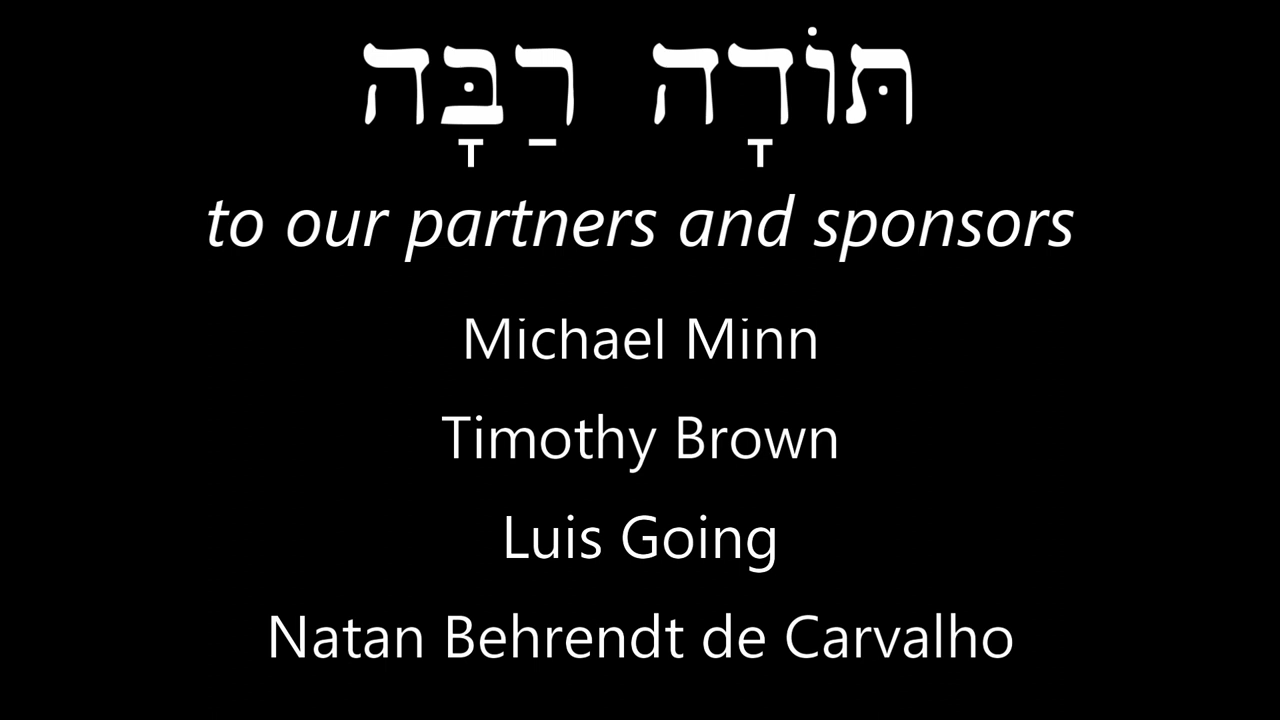 תּוֹדָה רַבָּה
to our partners and sponsors
Michael Minn
Timothy Brown
Luis Going
Natan Behrendt de Carvalho